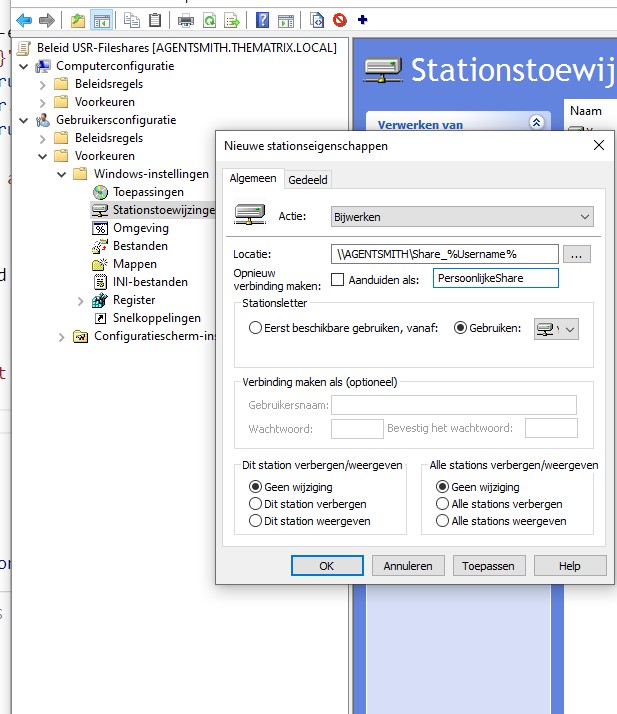 Beleid USR-Fileshares [AGENTSMITH.THEMATRIX.LOCAL]
Computerconfiguratie
Beleidsregels
Voorkeuren
Gebruikersconfiguratie
Beleidsregels
Voorkeuren
Windows-instellingen
Toepassingen
Stationstoewijzinge
Omgeving
Bestanden
Mappen
INI-bestanden
Register
Snelkoppelingen
Configuratiescherm-ins
Stationstoewij
Verwerken van
Naam
Nieuwe stationseigenschappen
Algemeen
Gedeeld
Actie:
Bijwerken
Locatie:
\\AGENTSMITH\Share_%Username%
...
Opnieuw
verbinding maken:
Aanduiden als:
PersoonlijkeShare
Stationsletter
Eerst beschikbare gebruiken, vanaf:
Gebruiken:
Verbinding maken als (optioneel)
Gebruikersnaam:
Wachtwoord:
Bevestig het wachtwoord:
Dit station verbergen/weergeven
Geen wijziging
Dit station verbergen
Dit station weergeven
Alle stations verbergen/weergeven
Geen wijziging
Alle stations verbergen
Alle stations weergeven
OK
Annuleren
Toepassen
Help